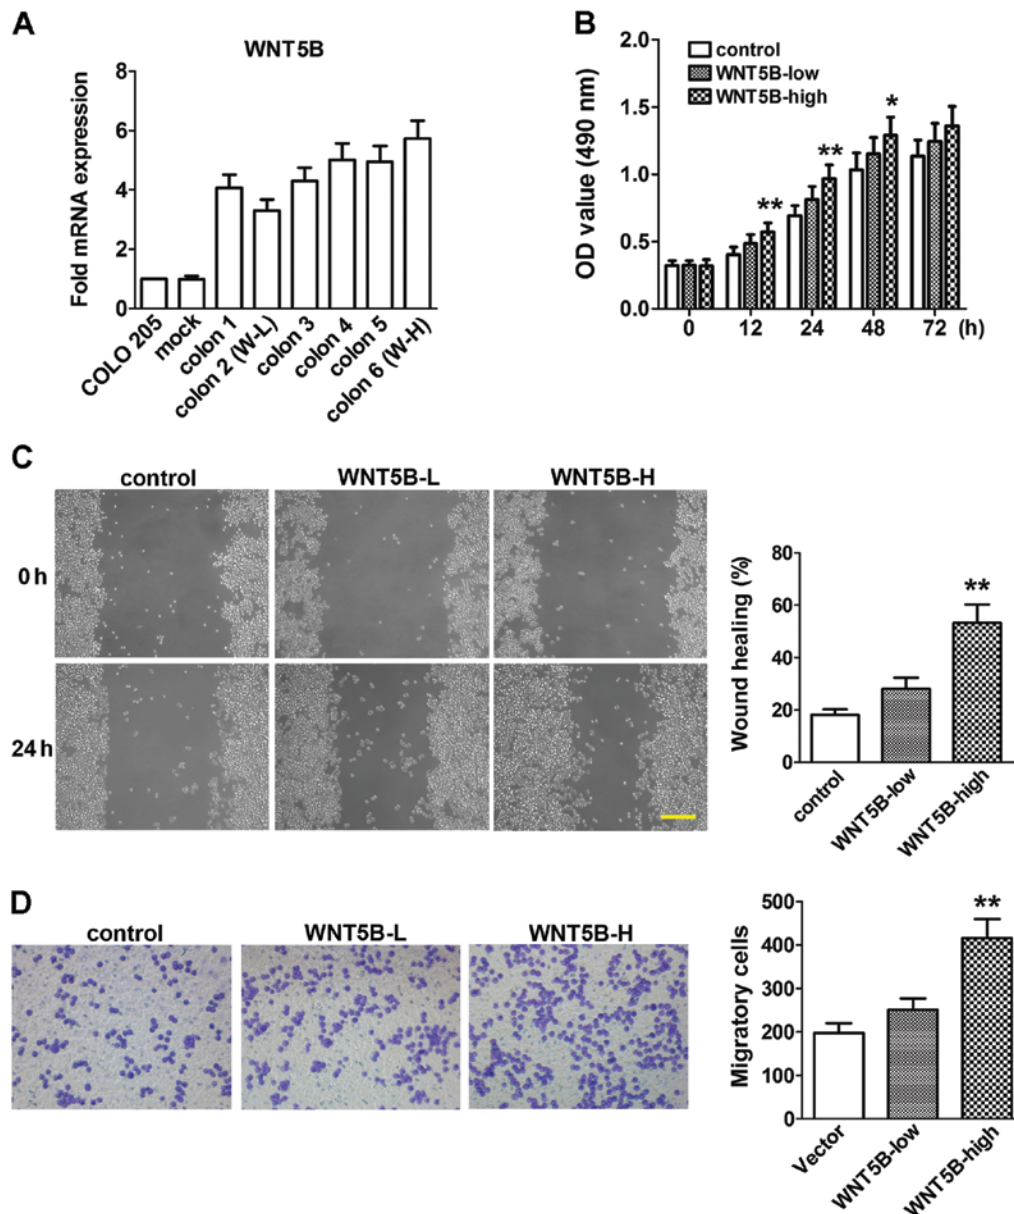 A
WNT5B
Fold mRNA expression
8
6
4
2
0
COLO 205
mock
colon 1
colon 2 (W-L)
colon 3
colon 4
colon 5
colon 6 (W-H)
B
OD value (490 nm)
2.0
1.5
1.0
0.5
0.0
control
WNT5B-low
WNT5B-high
**
**
*
0 12 24 48 72 (h)
C
control WNT5B-L WNT5B-H
0 h
24 h
Wound healing (%)
80
60
40
20
0
**
control
WNT5B-low
WNT5B-high
D
control WNT5B-L WNT5B-H
Migratory cells
500
400
300
200
100
0
**
Vector
WNT5B-low
WNT5B-high